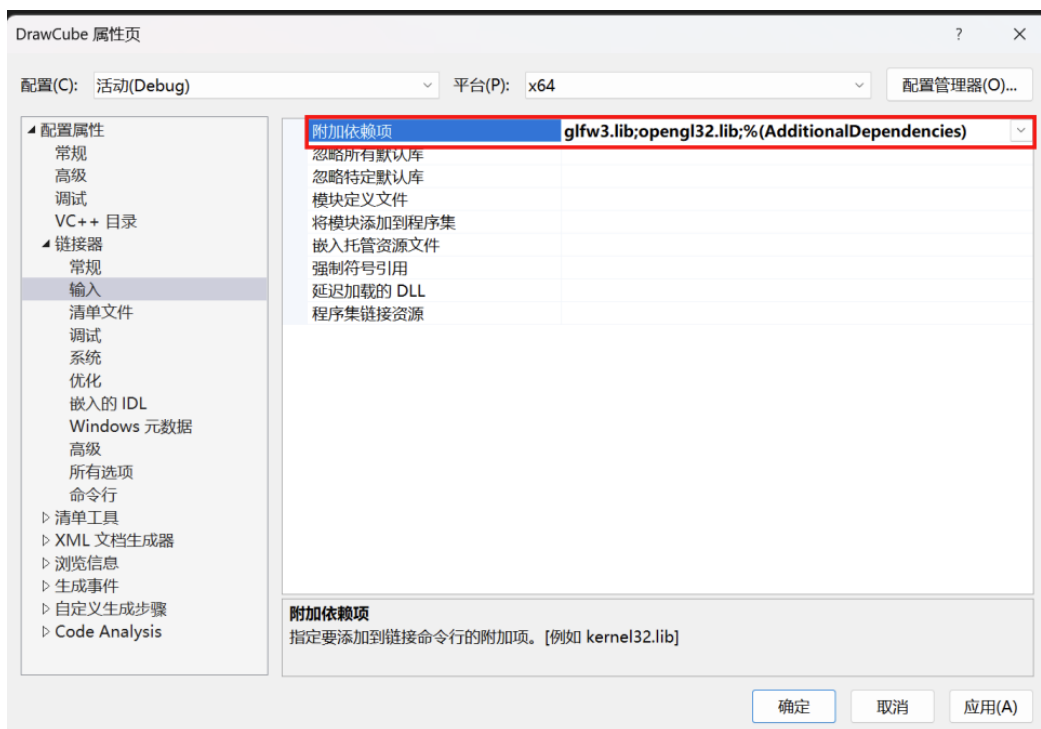 DrawCube 属性页
配置(C): 活动(Debug) 平台(P): x64 配置管理器(O)...
配置属性
常规
高级
调试
VC++ 目录
链接器
常规
输入
清单文件
调试
系统
优化
嵌入的 IDL
Windows 元数据
高级
所有选项
命令行
清单工具
XML 文档生成器
浏览信息
生成事件
自定义生成步骤
Code Analysis
附加依赖项 glfw3.lib;opengl32.lib;%(AdditionalDependencies)
忽略所有默认库
忽略特定默认库
模块定义文件
将模块添加到程序集
嵌入托管资源文件
强制符号引用
延迟加载的 DLL
程序集链接资源
附加依赖项
指定要添加到链接命令行的附加项。[例如 kernel32.lib]
确定 取消 应用(A)